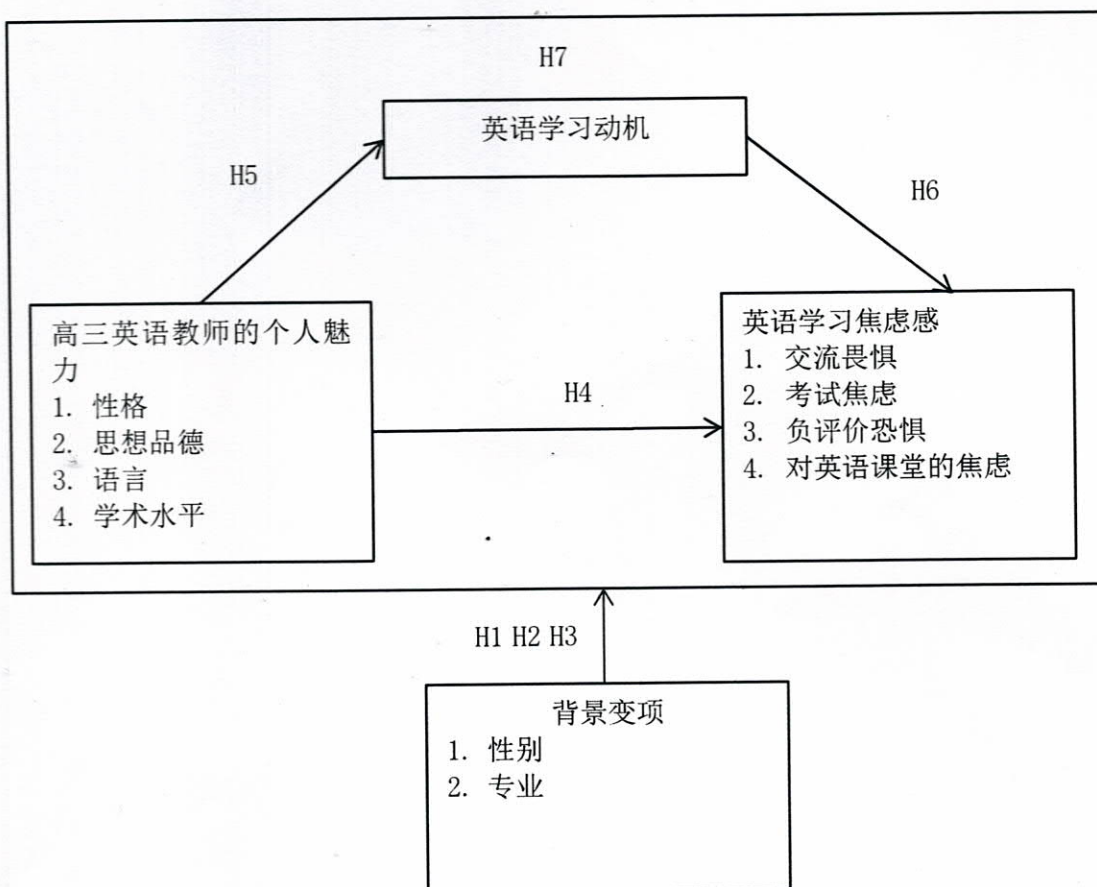 H7
英语学习动机
H5
H6
高三英语教师的个人魅
力
1. 性格
2. 思想品德
3. 语言
4. 学术水平
H4
英语学习焦虑感
1. 交流畏惧
2. 考试焦虑
3. 负评价恐惧
4. 对英语课堂的焦虑
H1 H2 H3
背景变项
1. 性别
2. 专业